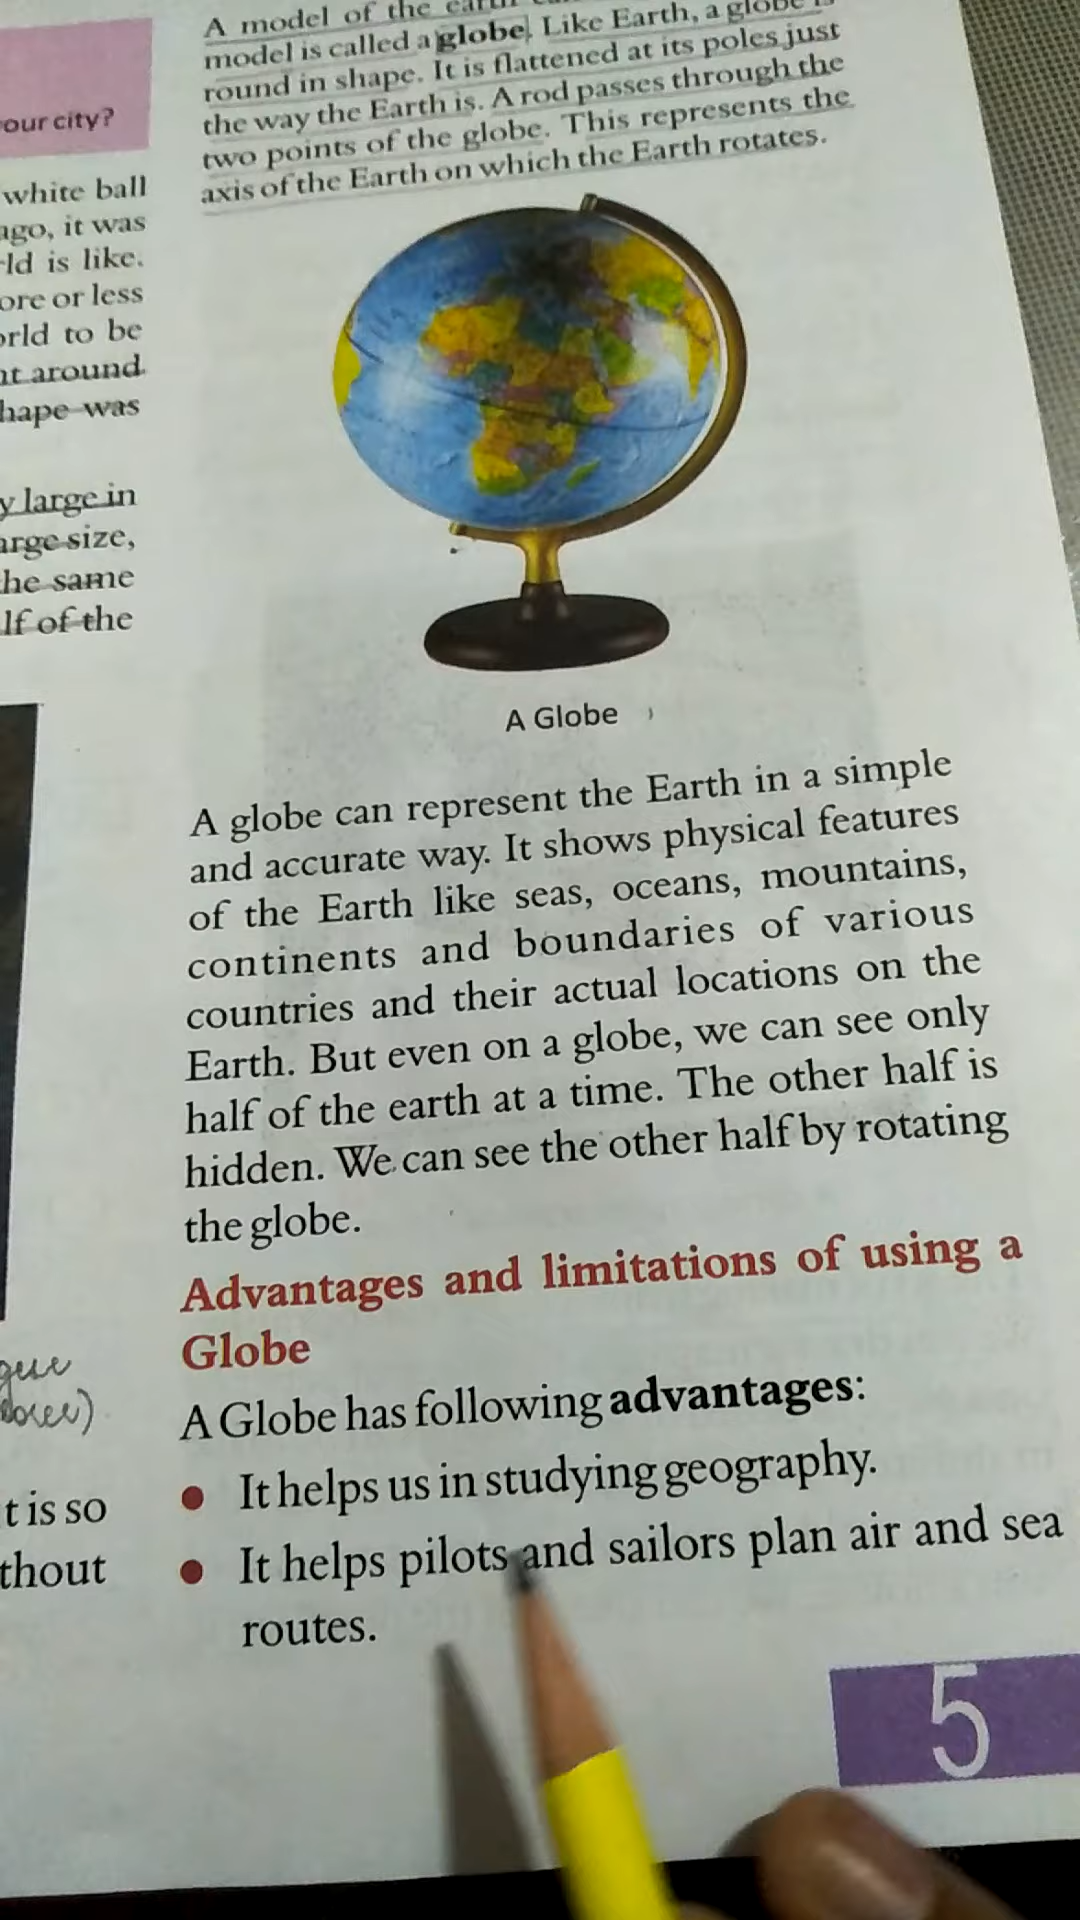 our city?
white ball
ago, it was
rld is like.
ore or less
orld to be
at around
hape was
y large in
arge size,
he same
lf of the
t is so
thout
A model of the earth
model is called a globe. Like Earth, a globe is
round in shape. It is flattened at its poles just
the way the Earth is. A rod passes through the
two points of the globe. This represents the
axis of the Earth on which the Earth rotates.
A Globe
A globe can represent the Earth in a simple
and accurate way. It shows physical features
of the Earth like seas, oceans, mountains,
continents and boundaries of various
countries and their actual locations on the
Earth. But even on a globe, we can see only
half of the earth at a time. The other half is
hidden. We can see the other half by rotating
the globe.
Advantages and limitations of using a
Globe
A Globe has following advantages:
• It helps us in studying geography.
• It helps pilots and sailors plan air and sea
routes.
5